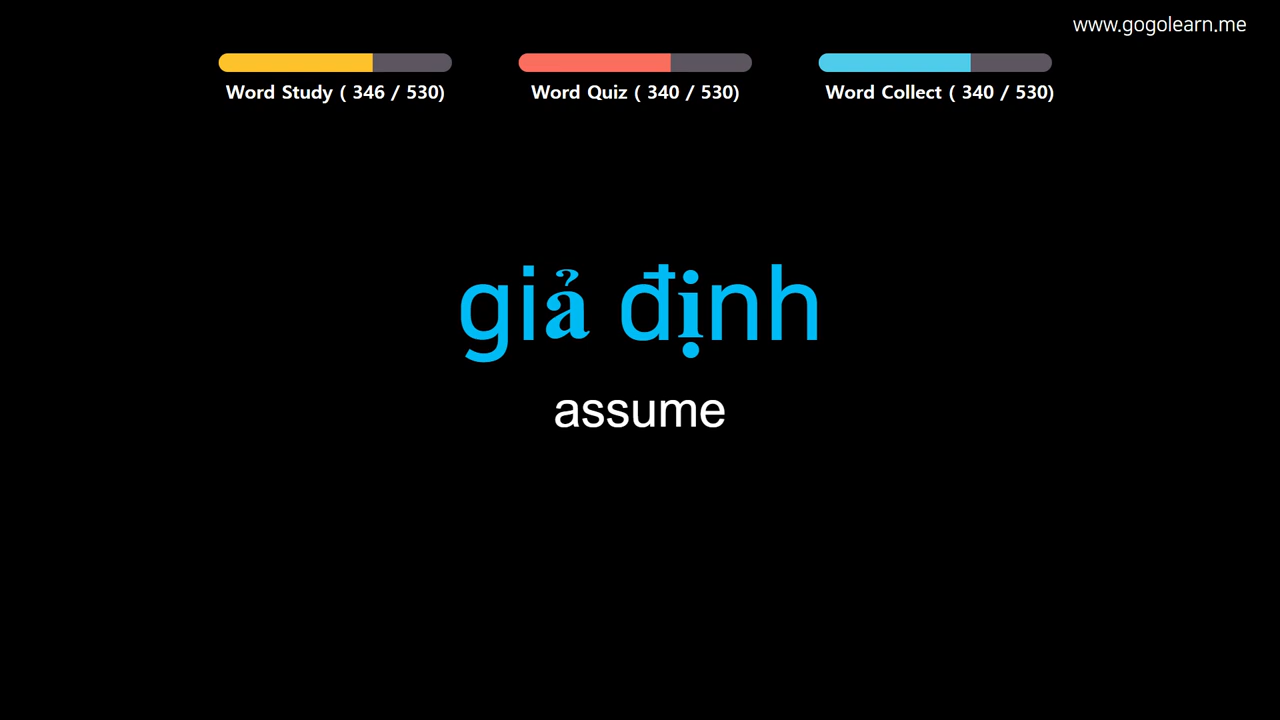 www.gogolearn.me
Word Study ( 346 / 530)
Word Quiz ( 340 / 530)
Word Collect ( 340 / 530)
giả định
assume